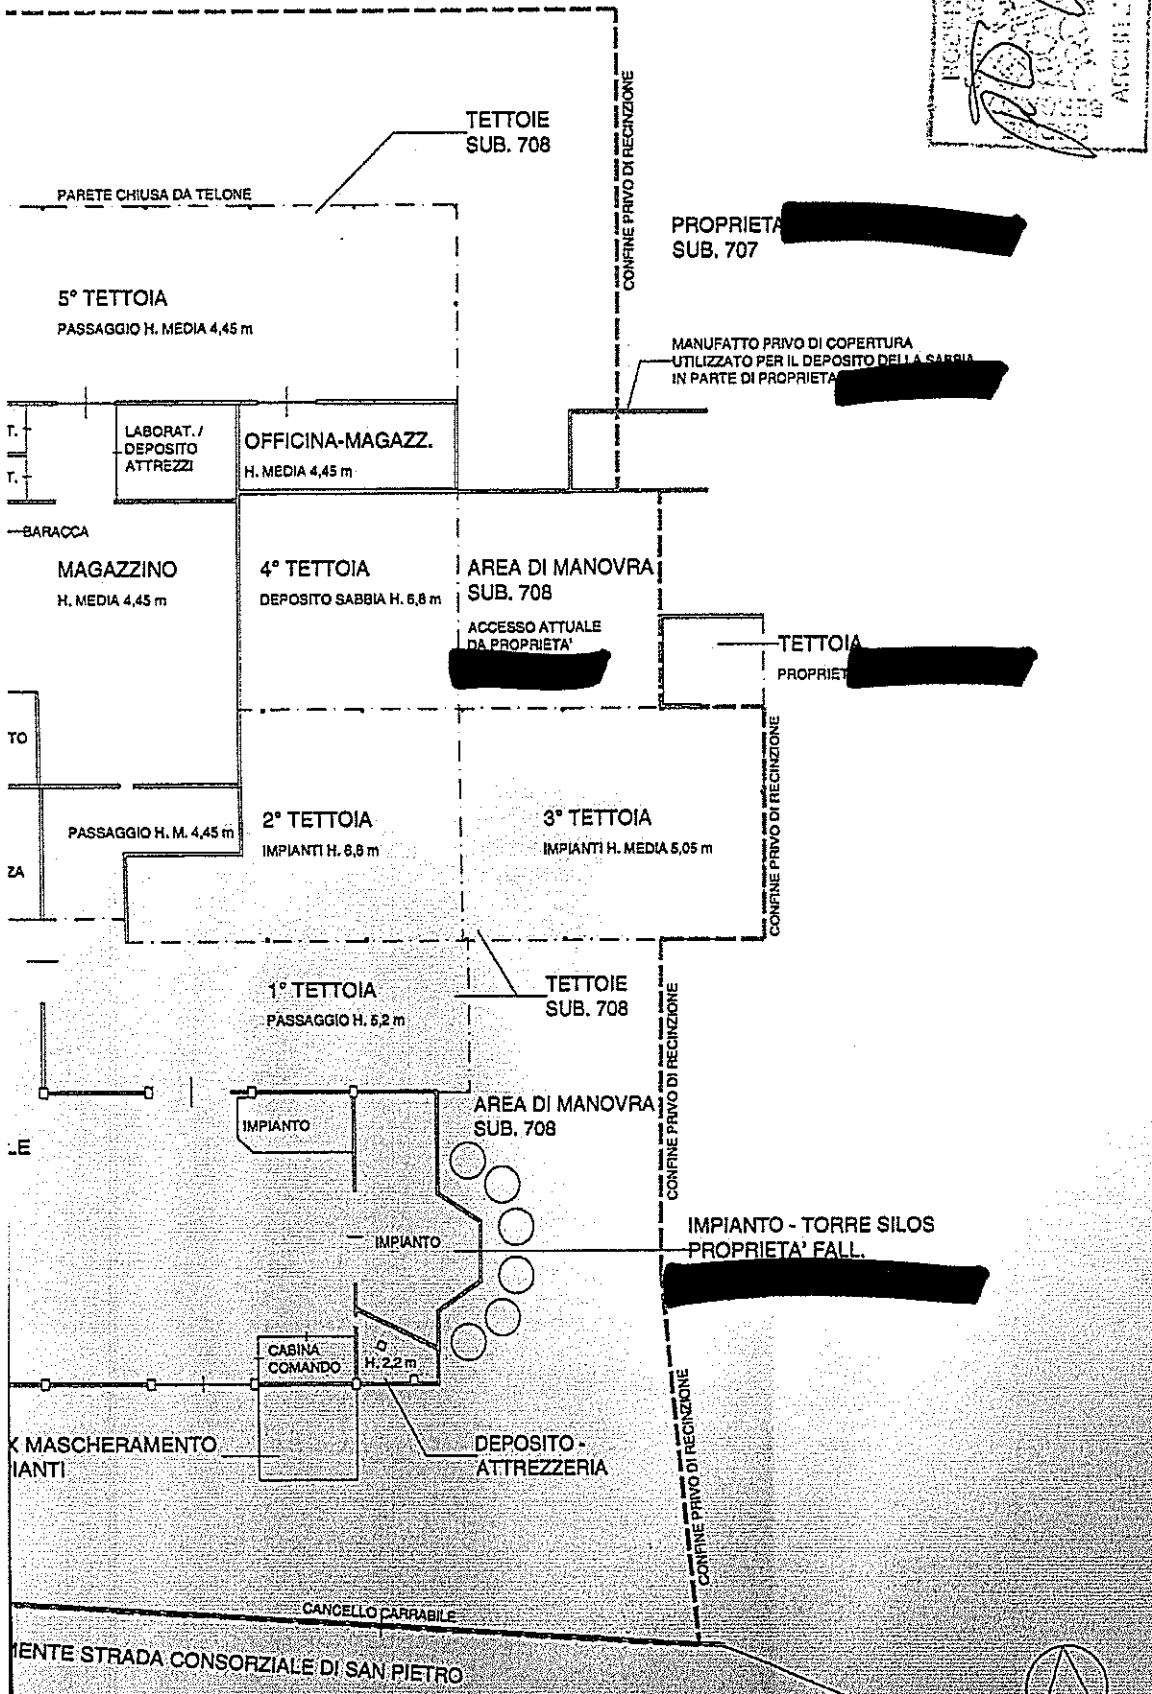 TETTOIE
SUB. 708
CONFINE PRIVO DI RECINZIONE
PARETE CHIUSA DA TELONE
PROPRIETA
SUB. 707
5° TETTOIA
PASSAGGIO H. MEDIA 4,45 m
MANUFATTO PRIVO DI COPERTURA
UTILIZZATO PER IL DEPOSITO DELLA SABBIA
IN PARTE DI PROPRIETA
T.
T.
LABORAT. /
DEPOSITO
ATTREZZI
OFFICINA-MAGAZZ.
H. MEDIA 4,45 m
BARACCA
MAGAZZINO
H. MEDIA 4,45 m
4° TETTOIA
DEPOSITO SABBIA H. 6,8 m
AREA DI MANOVRA
SUB. 708
ACCESSO ATTUALE
DA PROPRIETA'
TETTOIA
PROPRIET
TO
CONFINE PRIVO DI RECINZIONE
PASSAGGIO H. M. 4,45 m
ZA
2° TETTOIA
IMPIANTI H. 6,8 m
3° TETTOIA
IMPIANTI H. MEDIA 5,05 m
1° TETTOIA
PASSAGGIO H. 5,2 m
TETTOIE
SUB. 708
CONFINE PRIVO DI RECINZIONE
LE
IMPIANTO
AREA DI MANOVRA
SUB. 708
IMPIANTO
IMPIANTO - TORRE SILOS
PROPRIETA' FALL.
CABINA
COMANDO
H. 2,2 m
CONFINE PRIVO DI RECINZIONE
X MASCHERAMENTO
IANTI
DEPOSITO -
ATTREZZERIA
CANCELLO CARRABILE
MENTE STRADA CONSORZIALE DI SAN PIETRO